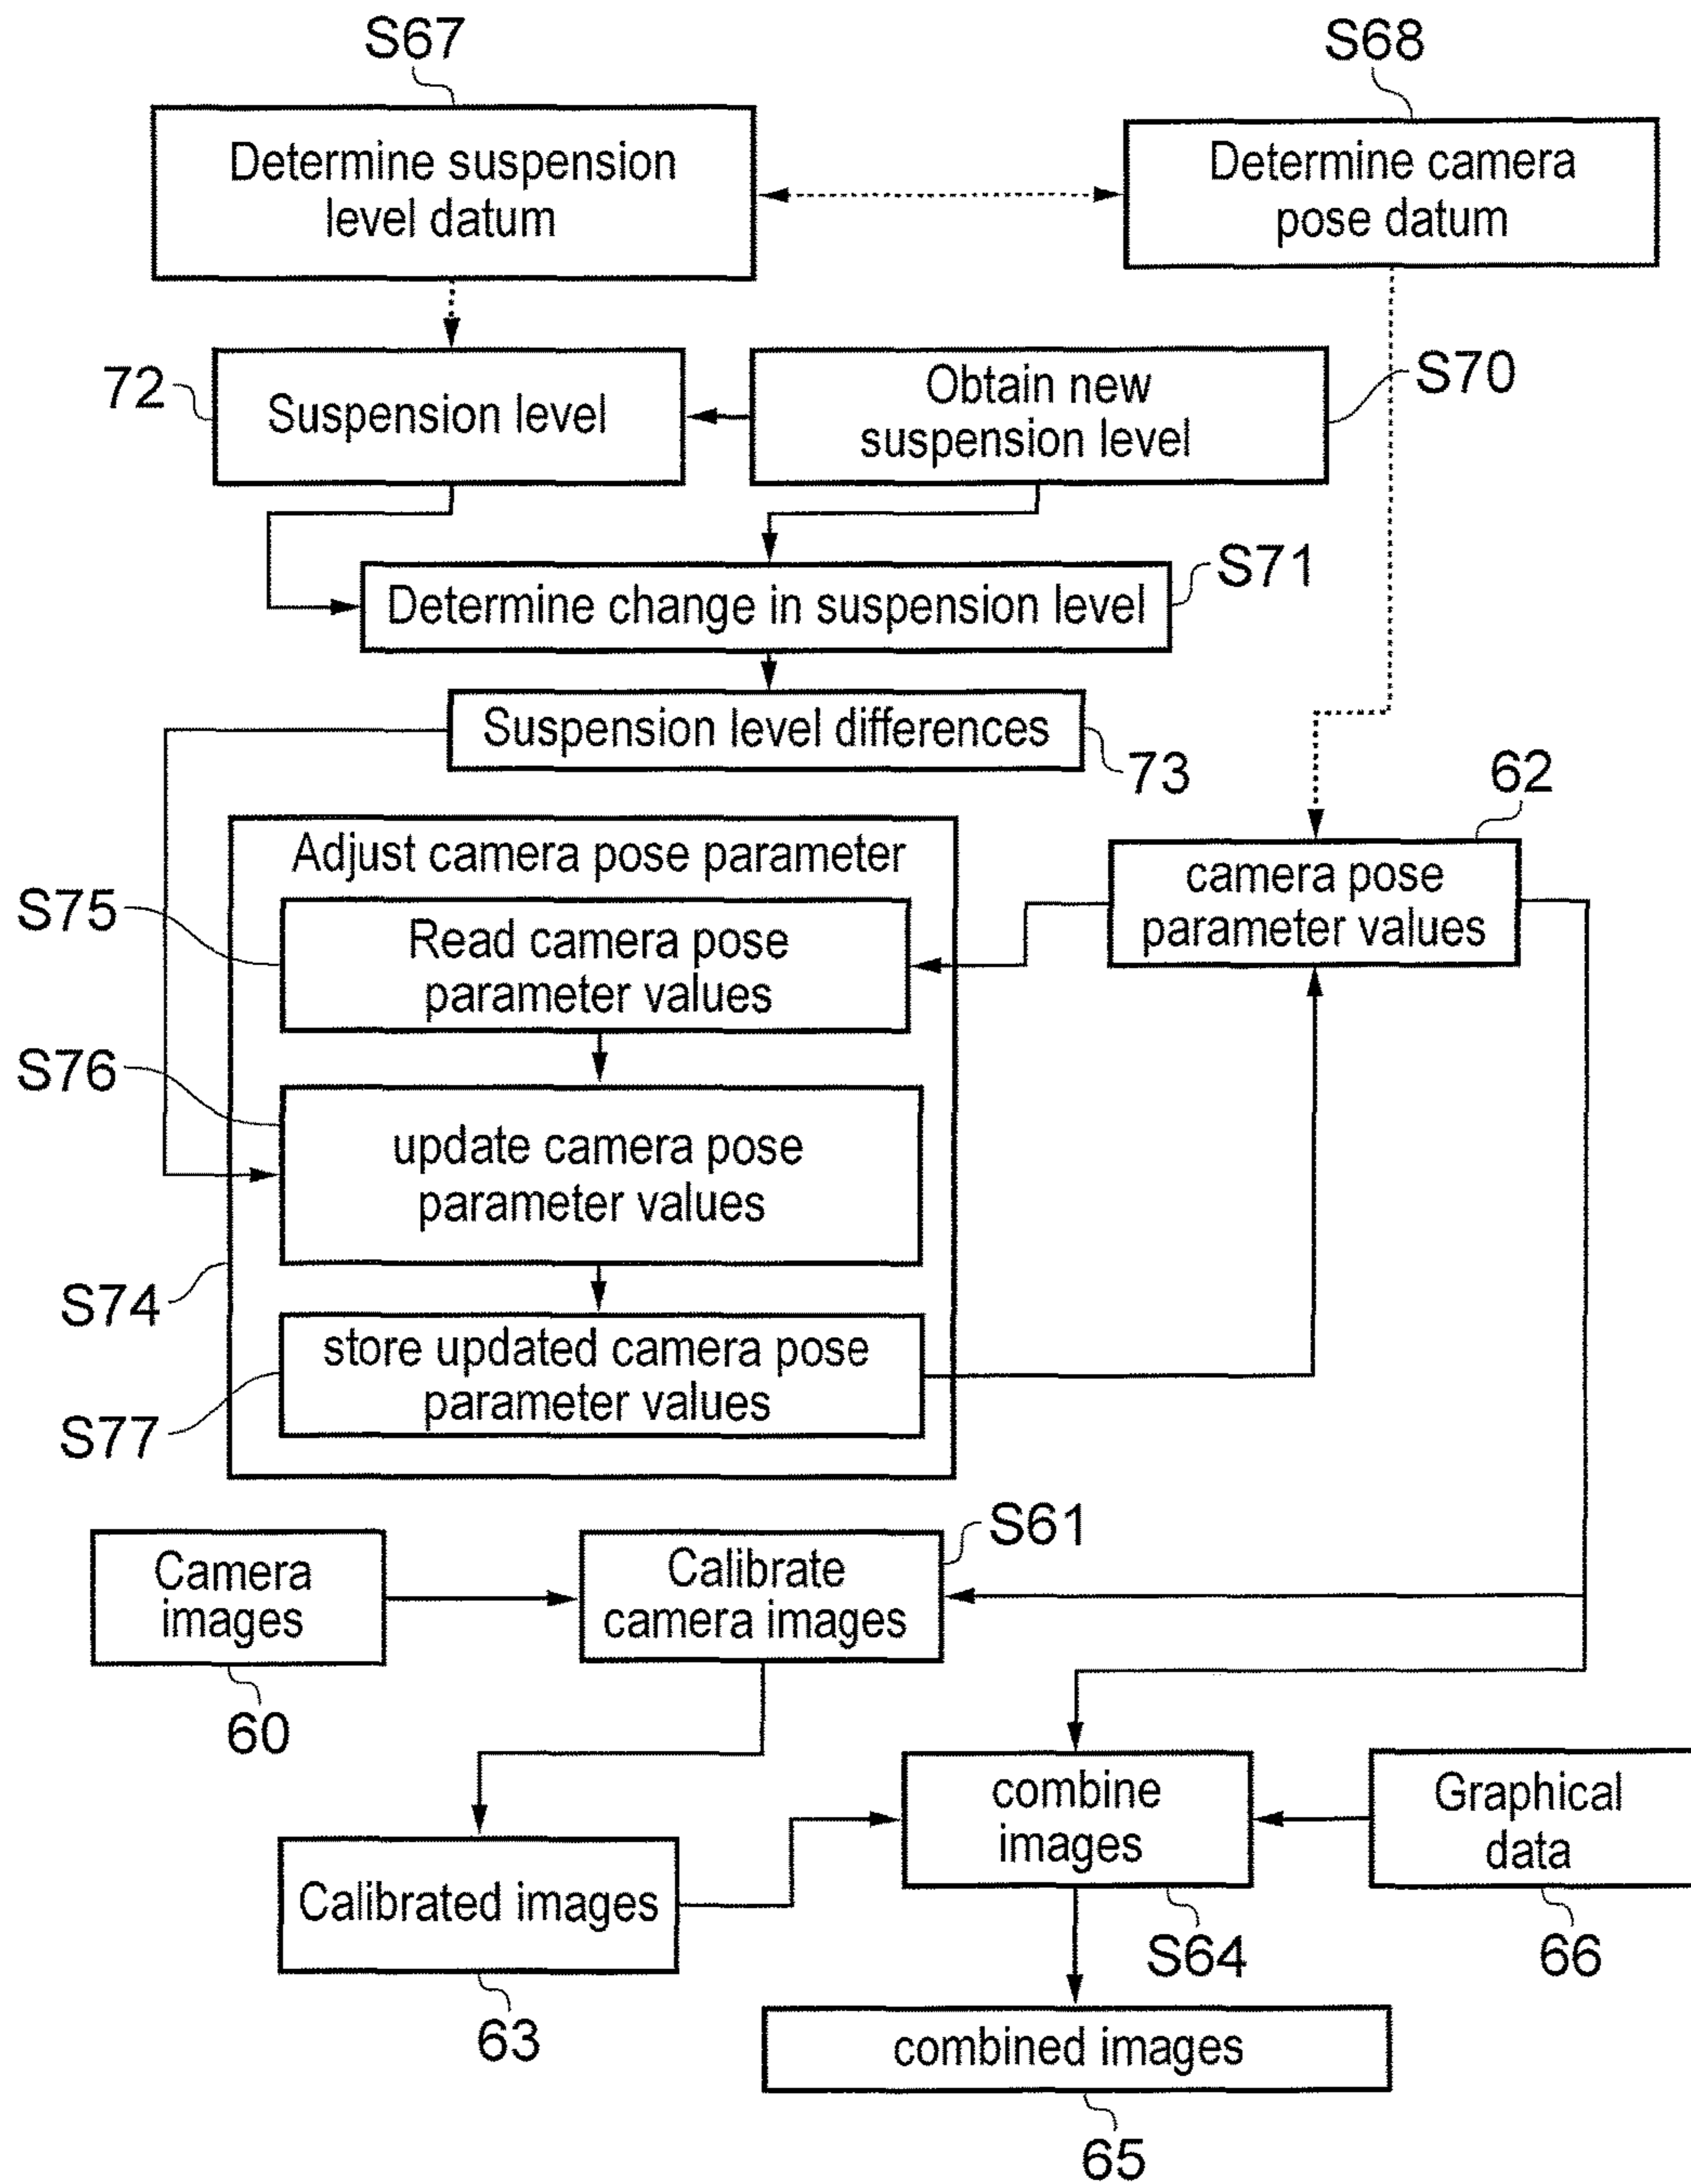 S67
S68
Determine suspension
level datum
Determine camera
pose datum
72
Suspension level
Obtain new
suspension level
S70
S71
Determine change in suspension level
Suspension level differences
73
62
camera pose
parameter values
Adjust camera pose parameter
S75
Read camera pose
parameter values
S76
update camera pose
parameter values
S74
store updated camera pose
parameter values
S77
S61
Camera
images
Calibrate
camera images
60
combine
images
Graphical
data
Calibrated images
S64
66
63
combined images
65